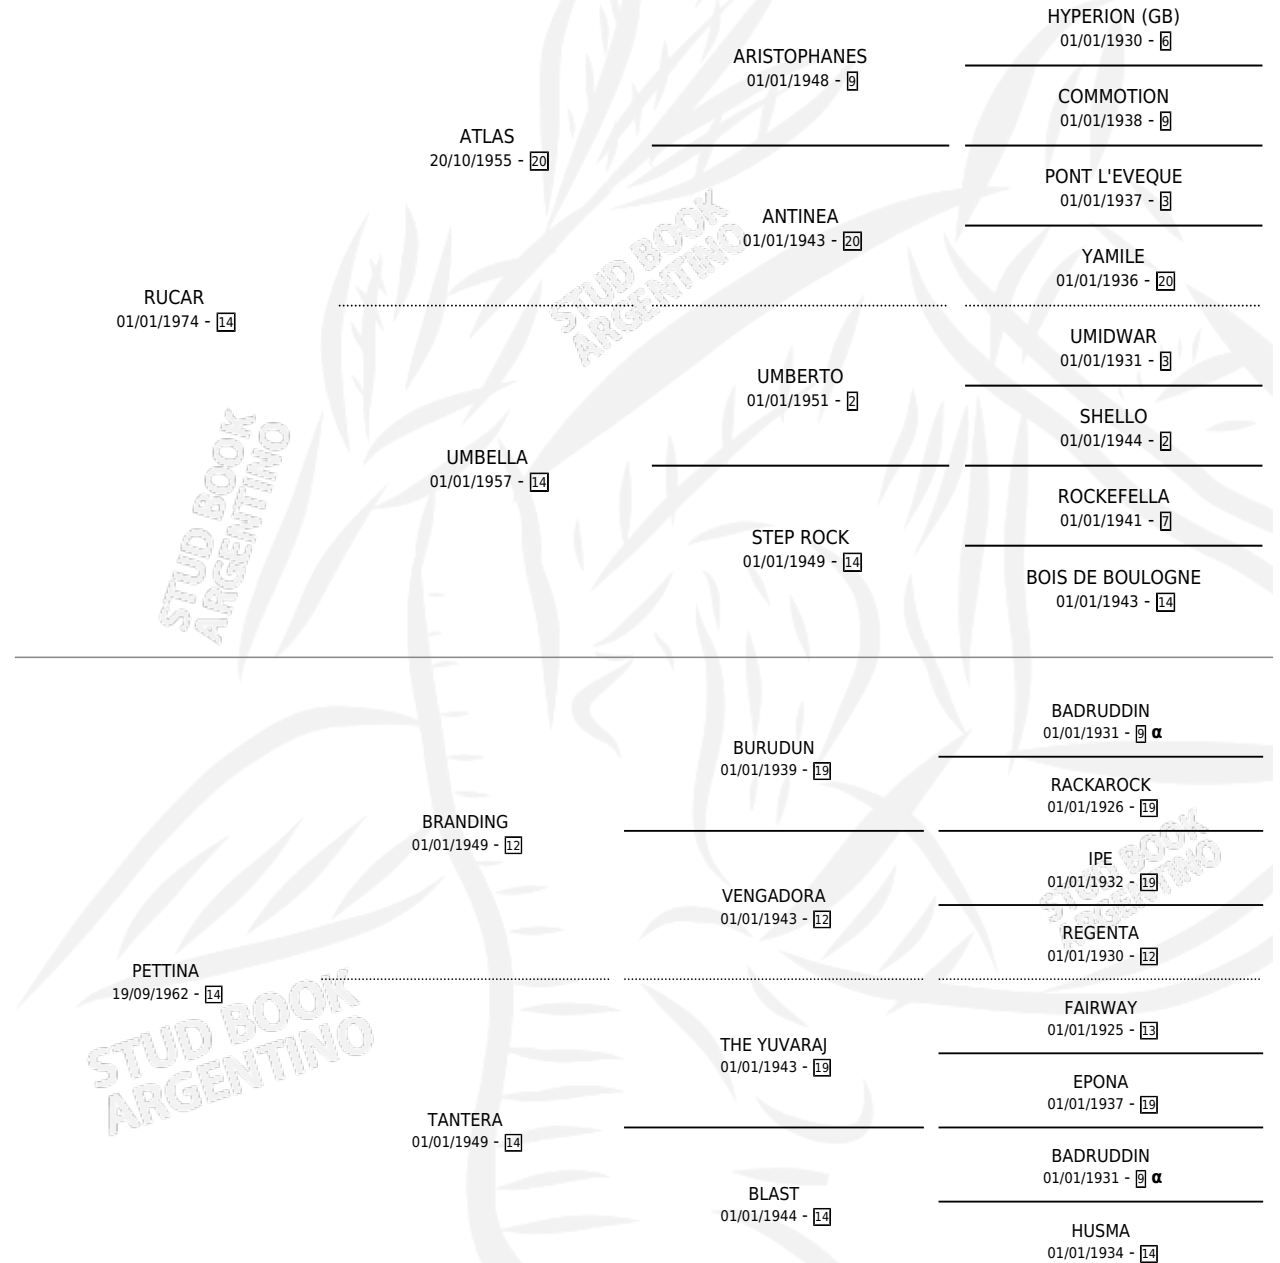 HYPERION (GB)
01/01/1930 - 6
ARISTOPHANES
01/01/1948 - 9
COMMOTION
01/01/1938 - 9
ATLAS
20/10/1955 - 20
PONT L'EVEQUE
01/01/1937 - 3
ANTINEA
01/01/1943 - 20
YAMILE
01/01/1936 - 20
RUCAR
01/01/1974 - 14
UMIDWAR
01/01/1931 - 3
UMBERTO
01/01/1951 - 2
SHELLO
01/01/1944 - 2
UMBELLA
01/01/1957 - 14
ROCKEFELLA
01/01/1941 - 7
STEP ROCK
01/01/1949 - 14
BOIS DE BOULOGNE
01/01/1943 - 14
BADRUDDIN
01/01/1931 - 9 α
BURUDUN
01/01/1939 - 19
RACKAROCK
01/01/1926 - 19
BRANDING
01/01/1949 - 12
IPE
01/01/1932 - 19
VENGADORA
01/01/1943 - 12
REGENTA
01/01/1930 - 12
PETTINA
19/09/1962 - 14
FAIRWAY
01/01/1925 - 13
THE YUVARAJ
01/01/1943 - 19
EPONA
01/01/1937 - 19
TANTERA
01/01/1949 - 14
BADRUDDIN
01/01/1931 - 9 α
BLAST
01/01/1944 - 14
HUSMA
01/01/1934 - 14
STUD BOOK
ARGENTINO
STUD BOOK
ARGENTINO
STUD BOOK
ARGENTINO
STUD BOOK
ARGENTINO